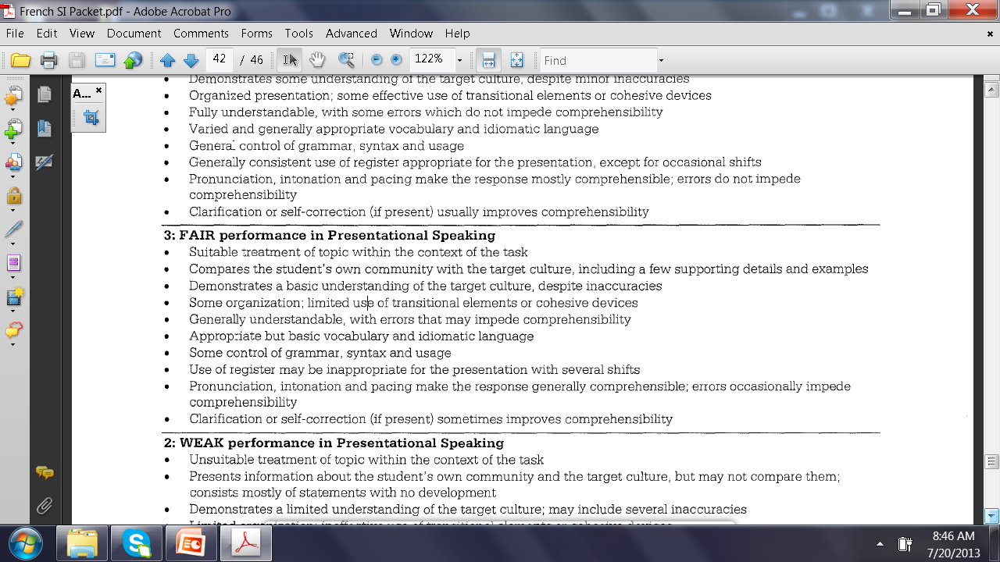 French SI Packet.pdf - Adobe Acrobat Pro
File Edit View Document Comments Forms Tools Advanced Window Help
42 / 46 122% Find
A...
• Demonstrates some understanding of the target culture, despite minor inaccuracies
• Organized presentation; some effective use of transitional elements or cohesive devices
• Fully understandable, with some errors which do not impede comprehensibility
• Varied and generally appropriate vocabulary and idiomatic language
• General control of grammar, syntax and usage
• Generally consistent use of register appropriate for the presentation, except for occasional shifts
• Pronunciation, intonation and pacing make the response mostly comprehensible; errors do not impede
comprehensibility
• Clarification or self-correction (if present) usually improves comprehensibility
3: FAIR performance in Presentational Speaking
• Suitable treatment of topic within the context of the task
• Compares the student's own community with the target culture, including a few supporting details and examples
• Demonstrates a basic understanding of the target culture, despite inaccuracies
• Some organization; limited use of transitional elements or cohesive devices
• Generally understandable, with errors that may impede comprehensibility
• Appropriate but basic vocabulary and idiomatic language
• Some control of grammar, syntax and usage
• Use of register may be inappropriate for the presentation with several shifts
• Pronunciation, intonation and pacing make the response generally comprehensible; errors occasionally impede
comprehensibility
• Clarification or self-correction (if present) sometimes improves comprehensibility
2: WEAK performance in Presentational Speaking
• Unsuitable treatment of topic within the context of the task
• Presents information about the student's own community and the target culture, but may not compare them;
consists mostly of statements with no development
• Demonstrates a limited understanding of the target culture; may include several inaccuracies
• Limited organization; ineffective use of transitional elements or cohesive devices
8:46 AM
7/20/2013